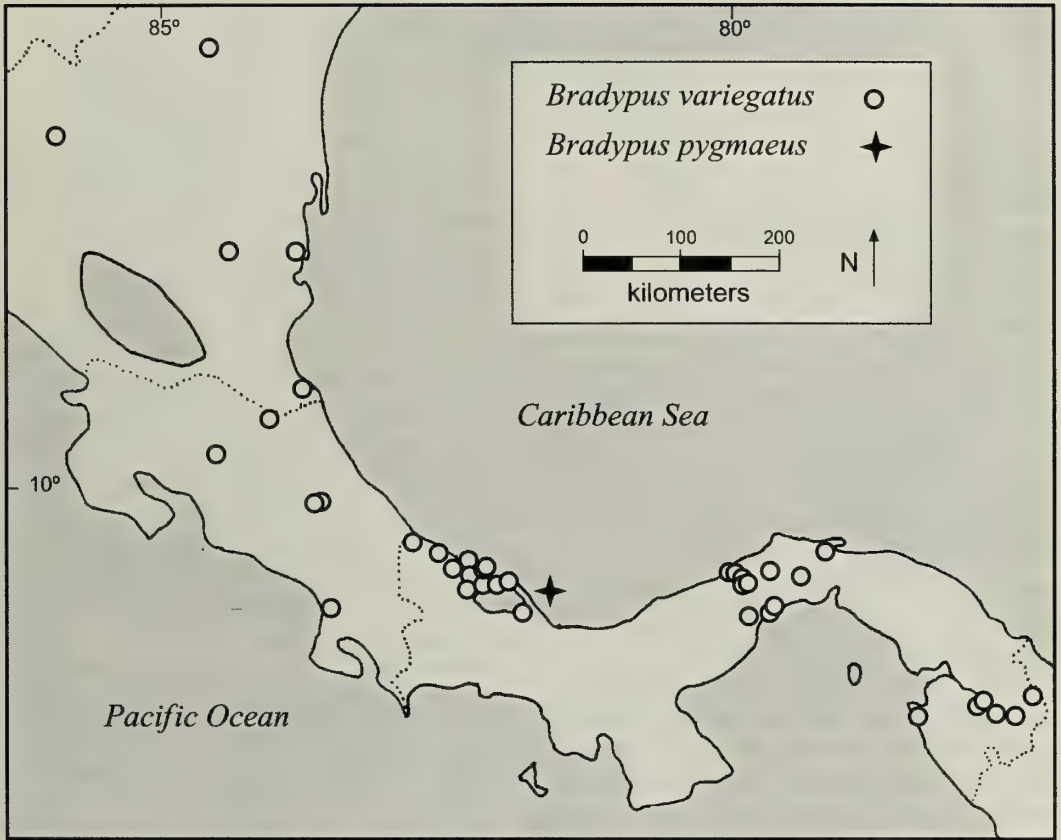 85º
80º
Bradypus variegatus
Bradypus pygmaeus
0 100 200
N
kilometers
Caribbean Sea
10º
Pacific Ocean